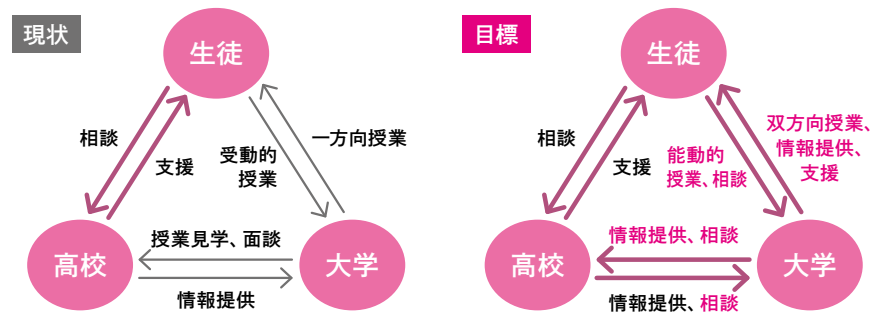 現状
生徒
相談
支援
受動的
授業
一方向授業
高校
授業見学、面談
情報提供
大学
目標
生徒
相談
支援
能動的
授業、相談
双方向授業、
情報提供、
支援
高校
情報提供、相談
情報提供、相談
大学